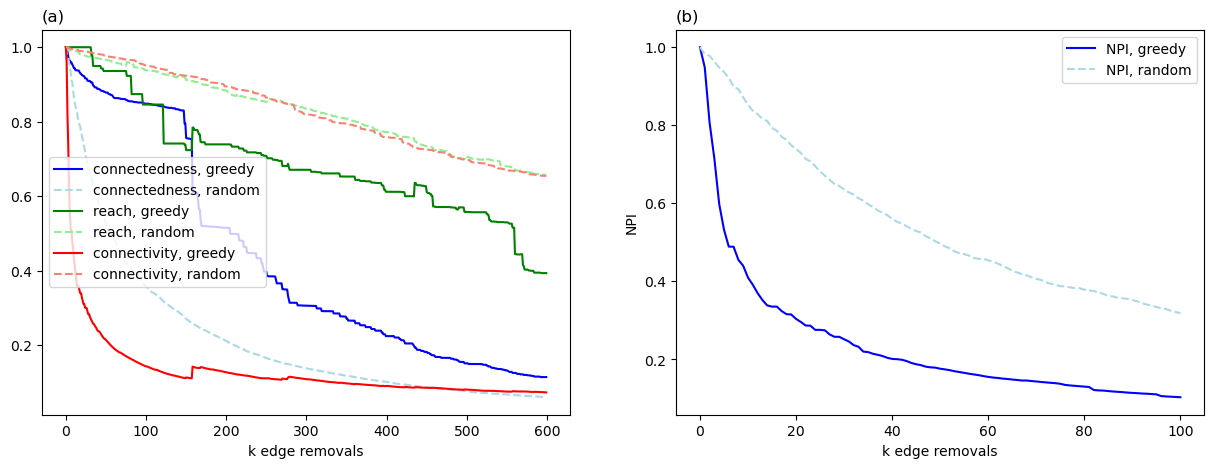 (a)
1.0
0.8
0.6
0.4
0.2
connectedness, greedy
connectedness, random
reach, greedy
reach, random
connectivity, greedy
connectivity, random
0 100 200 300 400 500 600
k edge removals
(b)
NPI
1.0
0.8
0.6
0.4
0.2
NPI, greedy
NPI, random
0 20 40 60 80 100
k edge removals